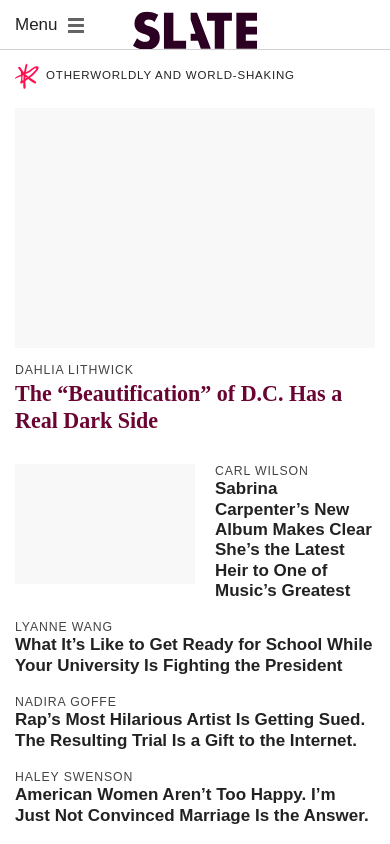 Menu
SLATE
OTHERWORLDLY AND WORLD-SHAKING
DAHLIA LITHWICK
The “Beautification” of D.C. Has a
Real Dark Side
CARL WILSON
Sabrina
Carpenter’s New
Album Makes Clear
She’s the Latest
Heir to One of
Music’s Greatest
LYANNE WANG
What It’s Like to Get Ready for School While
Your University Is Fighting the President
NADIRA GOFFE
Rap’s Most Hilarious Artist Is Getting Sued.
The Resulting Trial Is a Gift to the Internet.
HALEY SWENSON
American Women Aren’t Too Happy. I’m
Just Not Convinced Marriage Is the Answer.